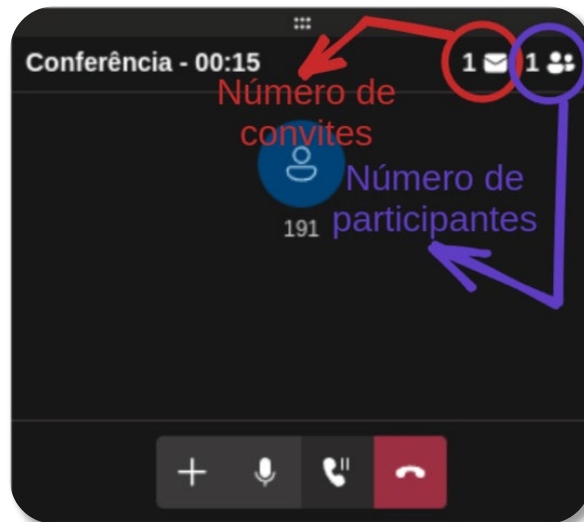 Conferência - 00:15
1
1
Número de
convites
Número de
participantes
191